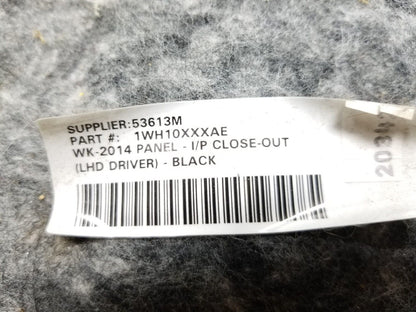 SUPPLIER:53613M
PART #: 1WH10XXXAE
WK-2014 PANEL - I/P CLOSE-OUT
(LHD DRIVER) - BLACK